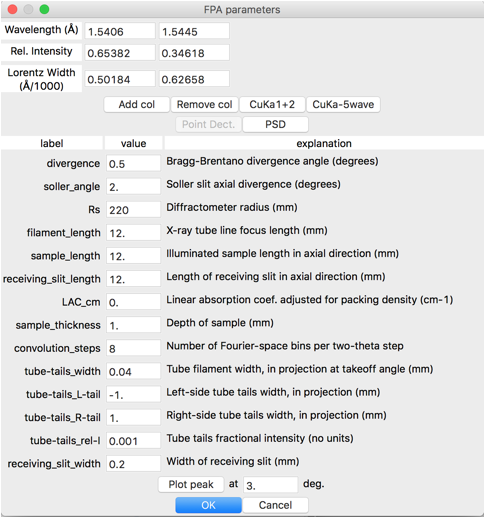 FPA parameters
Wavelength (Å) 1.5406 1.5445
Rel. Intensity 0.65382 0.34618
Lorentz Width
(Å/1000) 0.50184 0.62658
Add col Remove col CuKa1+2 CuKa-5wave
Point Dect. PSD
label value explanation
divergence 0.5 Bragg-Brentano divergence angle (degrees)
soller_angle 2. Soller slit axial divergence (degrees)
Rs 220 Diffractometer radius (mm)
filament_length 12. X-ray tube line focus length (mm)
sample_length 12. Illuminated sample length in axial direction (mm)
receiving_slit_length 12. Length of receiving slit in axial direction (mm)
LAC_cm 0. Linear absorption coef. adjusted for packing density (cm-1)
sample_thickness 1. Depth of sample (mm)
convolution_steps 8 Number of Fourier-space bins per two-theta step
tube-tails_width 0.04 Tube filament width, in projection at takeoff angle (mm)
tube-tails_L-tail -1. Left-side tube tails width, in projection (mm)
tube-tails_R-tail 1. Right-side tube tails width, in projection (mm)
tube-tails_rel-I 0.001 Tube tails fractional intensity (no units)
receiving_slit_width 0.2 Width of receiving slit (mm)
Plot peak at 3. deg.
OK Cancel